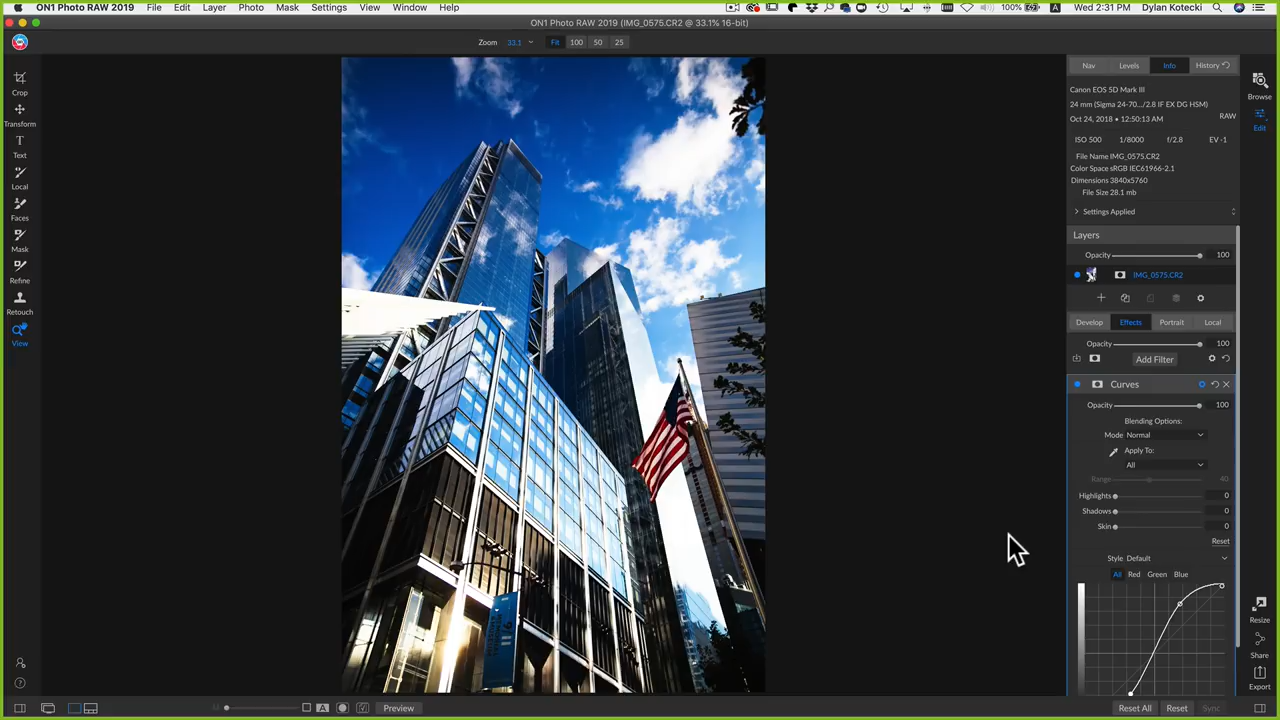 ON1 Photo RAW 2019 File Edit Layer Photo Mask Settings View Window Help 100% Wed 2:31 PM Dylan Kotecki
ON1 Photo RAW 2019 (IMG_0575.CR2 @ 33.1% 16-bit)
Zoom 33.1 Fit 100 50 25
Crop
Transform
Text
Local
Faces
Mask
Refine
Retouch
View
Nav Levels Info History
Canon EOS 5D Mark III
24 mm (Sigma 24-70.../2.8 IF EX DG HSM)
Oct 24, 2018 • 12:50:13 AM RAW
ISO 500 1/8000 f/2.8 EV -1
File Name IMG_0575.CR2
Color Space sRGB IEC61966-2.1
Dimensions 3840x5760
File Size 28.1 mb
Settings Applied
Layers
Opacity 100
IMG_0575.CR2
Develop Effects Portrait Local
Opacity 100
Add Filter
Curves
Opacity 100
Blending Options:
Mode Normal
Apply To:
All
Range 40
Highlights 0
Shadows 0
Skin 0
Reset
Style Default
All Red Green Blue
Browse
Edit
Resize
Share
Export
A Preview
Reset All Reset Sync